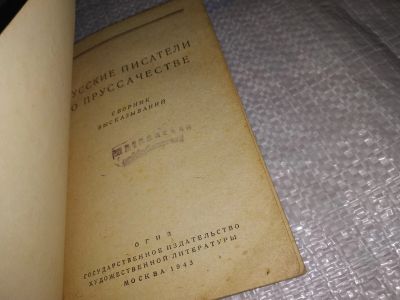 УССКИЕ ПИСАТЕЛИ
О ПРУССАЧЕСТВЕ
СБОРНИК
ВЫСКАЗЫВАНИЙ
ОГИЗ
ГОСУДАРСТВЕННОЕ ИЗДАТЕЛЬСТВО
ХУДОЖЕСТВЕННОЙ ЛИТЕРАТУРЫ
МОСКВА 1943